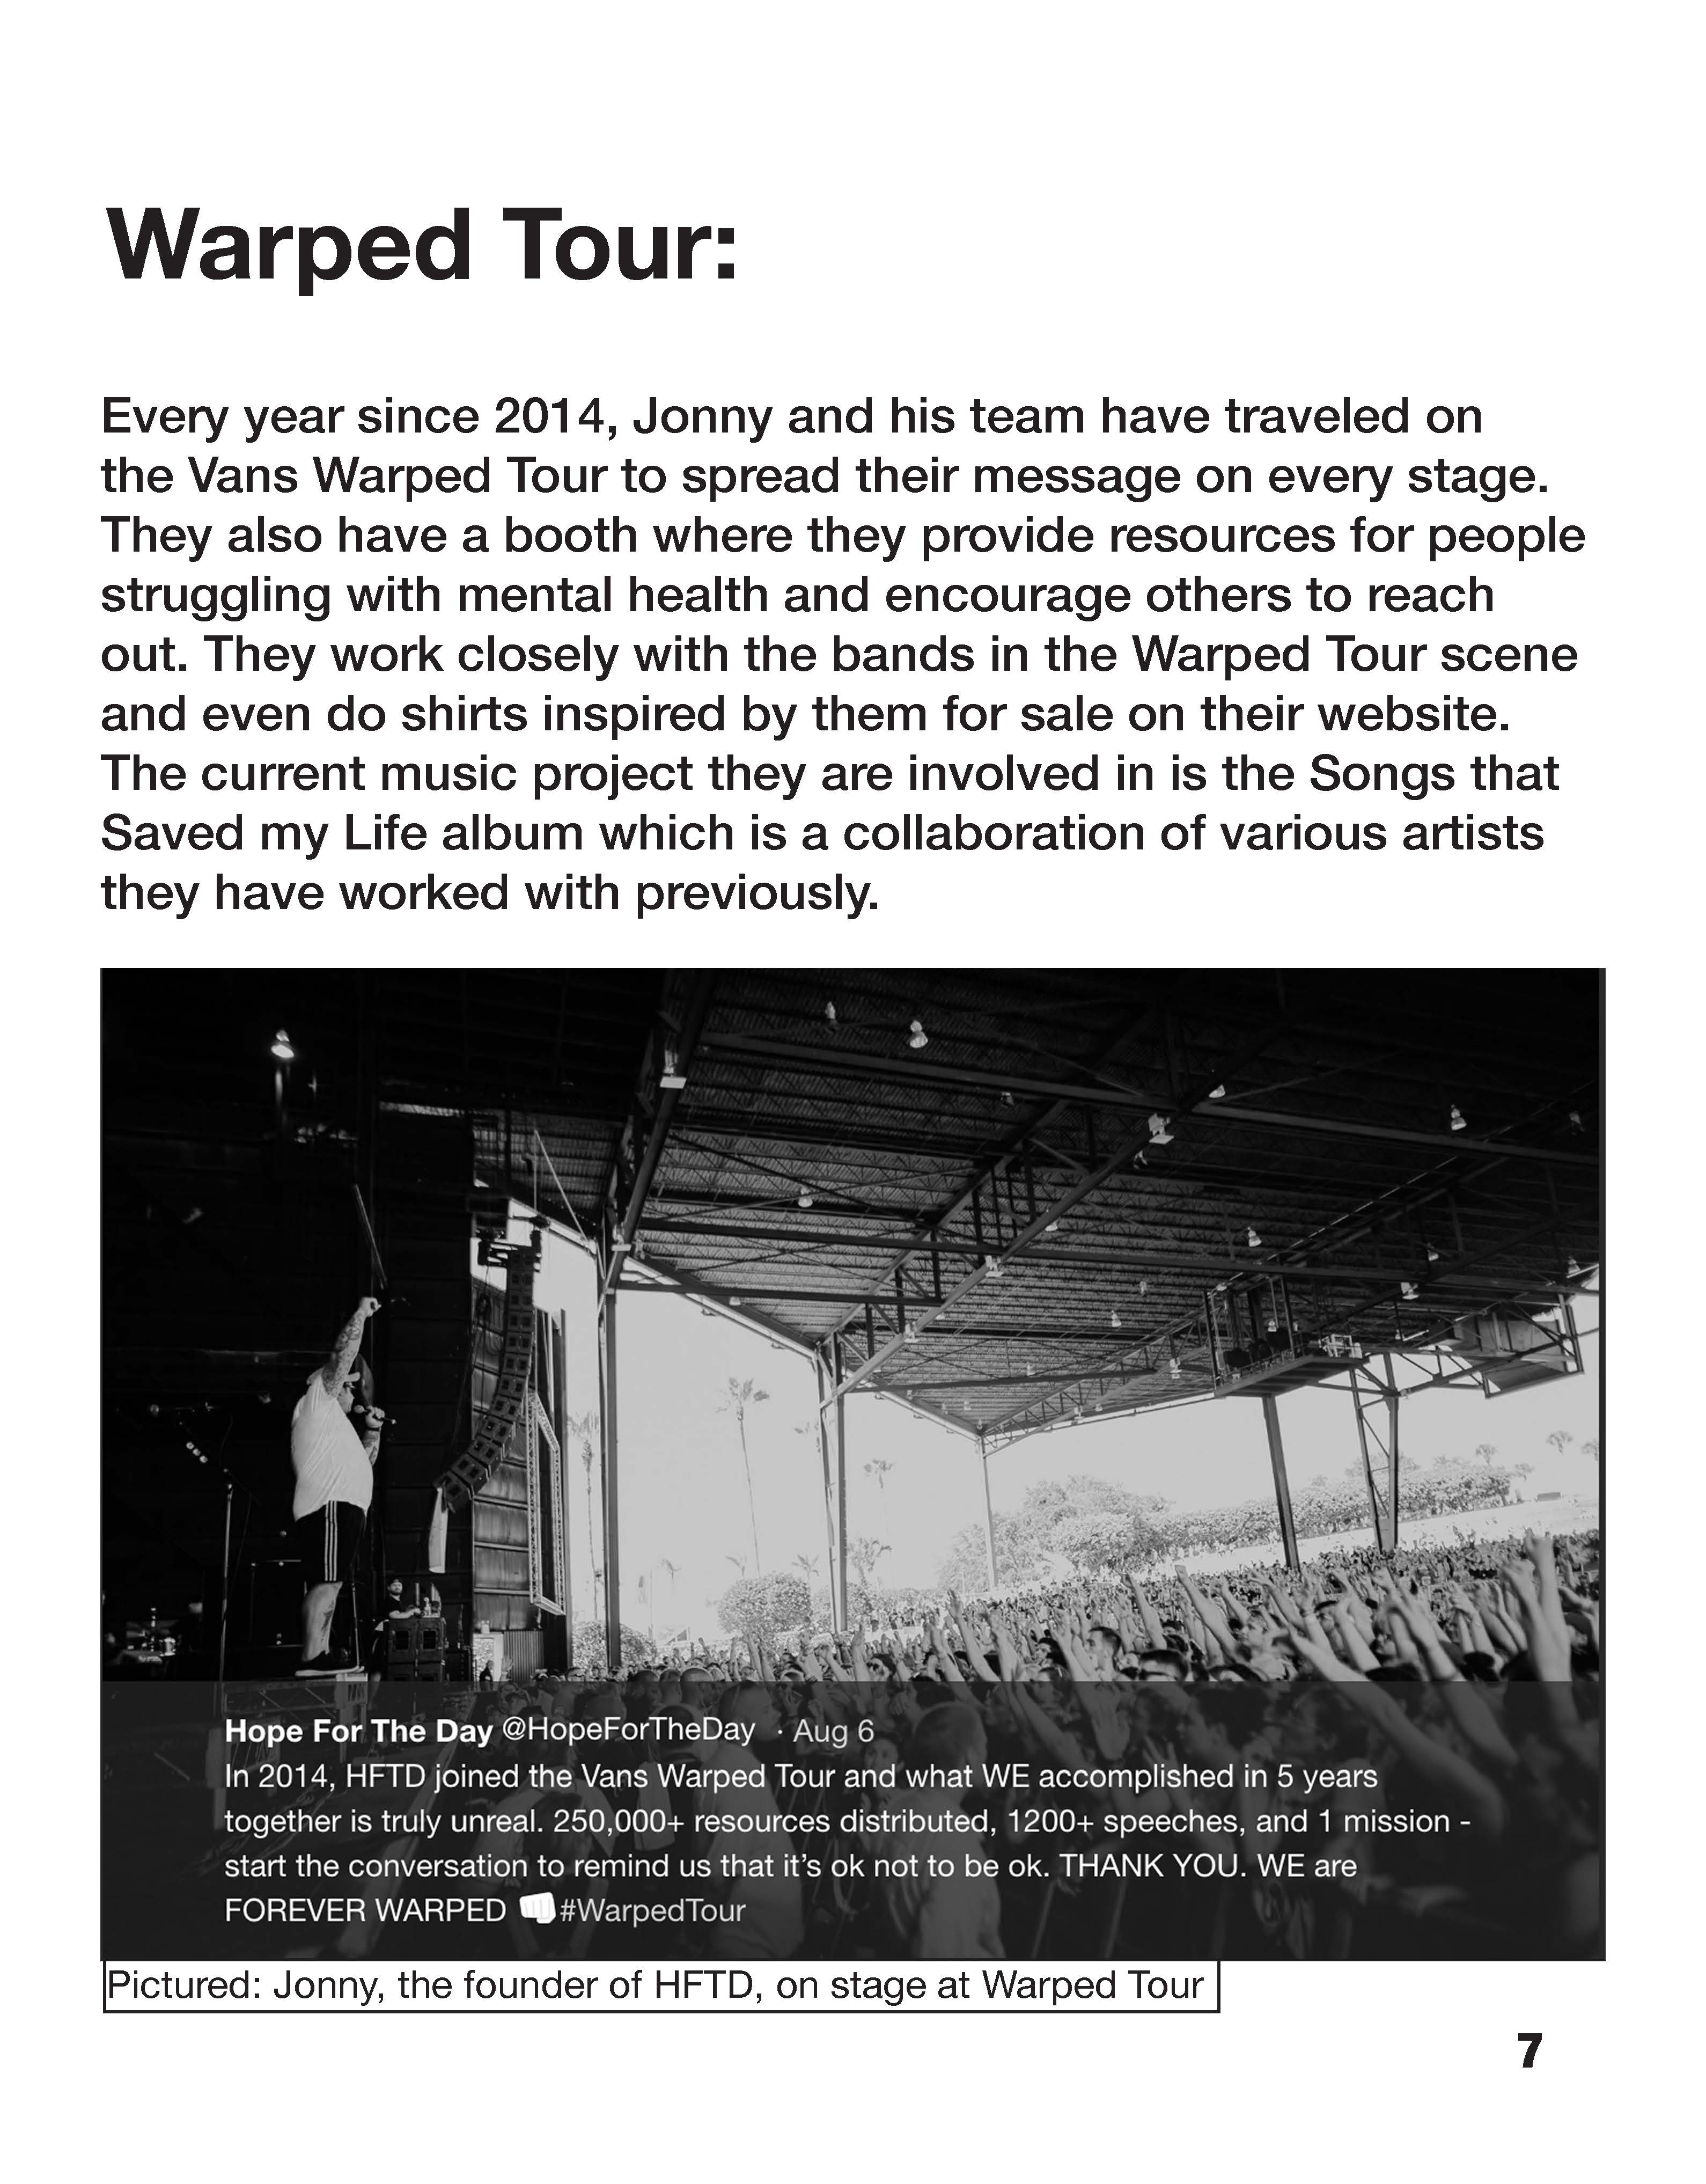 Warped Tour:
Every year since 2014, Jonny and his team have traveled on
the Vans Warped Tour to spread their message on every stage.
They also have a booth where they provide resources for people
struggling with mental health and encourage others to reach
out. They work closely with the bands in the Warped Tour scene
and even do shirts inspired by them for sale on their website.
The current music project they are involved in is the Songs that
Saved my Life album which is a collaboration of various artists
they have worked with previously.
Hope For The Day @HopeForTheDay · Aug 6
In 2014, HFTD joined the Vans Warped Tour and what WE accomplished in 5 years
together is truly unreal. 250,000+ resources distributed, 1200+ speeches, and 1 mission -
start the conversation to remind us that it’s ok not to be ok. THANK YOU. WE are
FOREVER WARPED 👊#WarpedTour
Pictured: Jonny, the founder of HFTD, on stage at Warped Tour
7